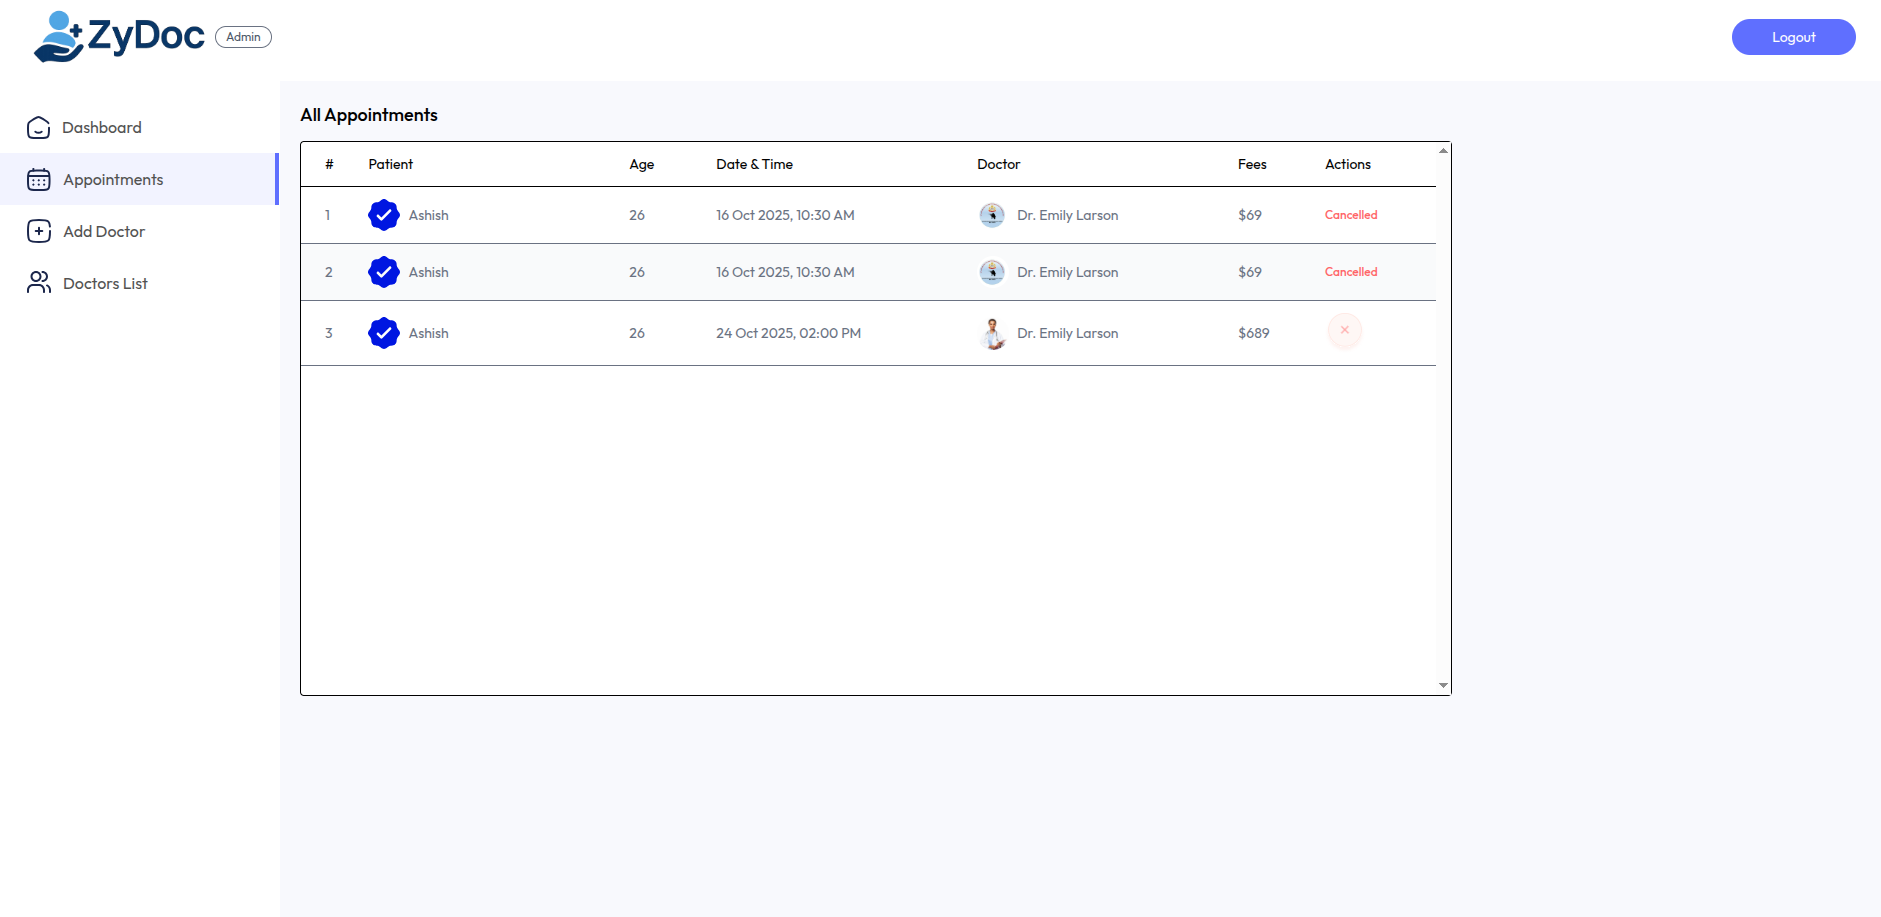 ZyDoc Admin Logout
Dashboard
Appointments
Add Doctor
Doctors List
All Appointments
# Patient Age Date & Time Doctor Fees Actions
1 Ashish 26 16 Oct 2025, 10:30 AM Dr. Emily Larson $69 Cancelled
2 Ashish 26 16 Oct 2025, 10:30 AM Dr. Emily Larson $69 Cancelled
3 Ashish 26 24 Oct 2025, 02:00 PM Dr. Emily Larson $689